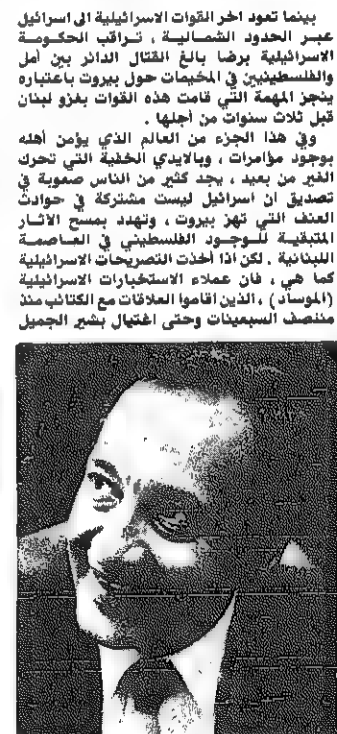 بينما تعود اخر القوات الاسرائيلية الى اسرائيل
عبر الحدود الشمالية ، تراقب الحكومة
الاسرائيلية برضا بالغ القتال الدائر بين أمل
والفلسطينيين في المخيمات حول بيروت باعتباره
ينجز المهمة التي قامت هذه القوات بغزو لبنان
قبل ثلاث سنوات من أجلها .
وفي هذا الجزء من العالم الذي يؤمن أهله
بوجود مؤامرات ، وبالايدي الخفية التي تحرك
الغير من بعيد ، يجد كثير من الناس صعوبة في
تصديق ان اسرائيل ليست مشتركة في حوادث
العنف التي تهز بيروت ، وتهدد بمسح الاثار
المتبقية للوجود الفلسطيني في العاصمة
اللبنانية . لكن اذا أخذت التصريحات الاسرائيلية
كما هي ، فان عملاء الاستخبارات الاسرائيلية
(الموساد) ، الذين اقاموا العلاقات مع الكتائب منذ
منتصف السبعينات وحتى اغتيال بشير الجميل